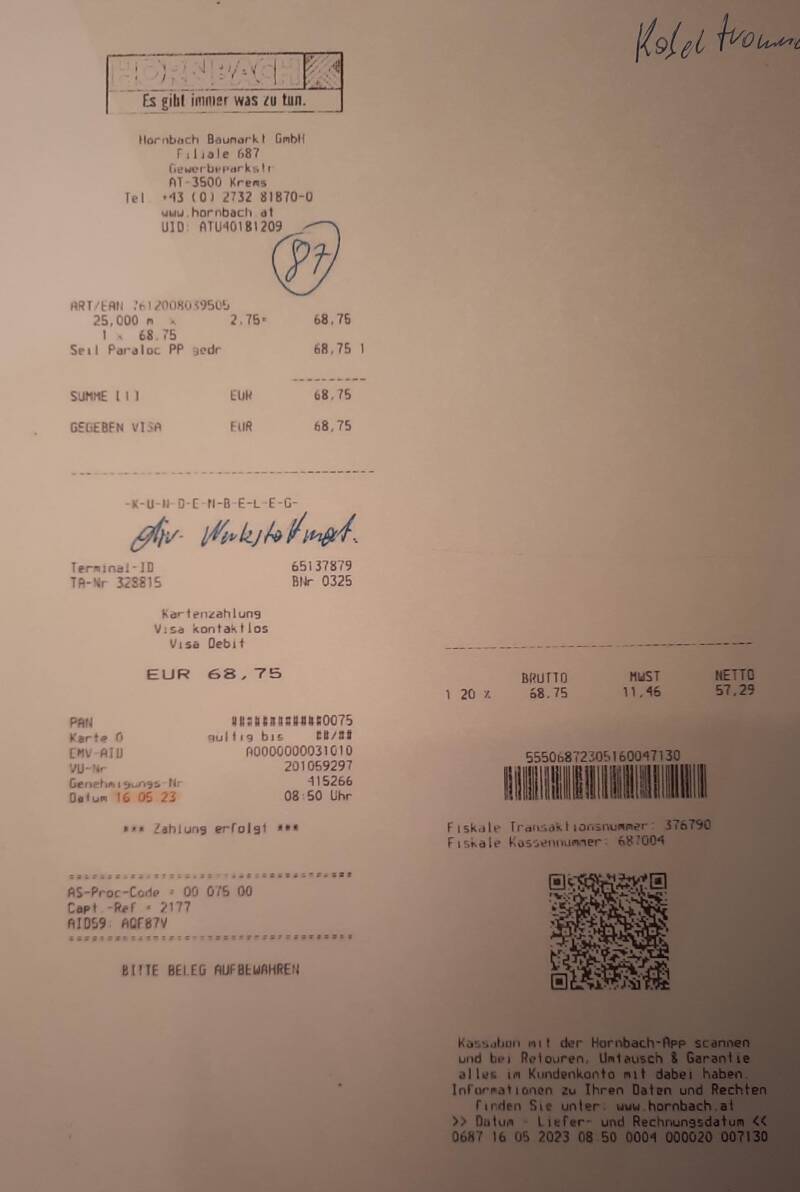 HORNBACH
Es gibt immer was zu tun.
Hornbach Baumarkt GmbH
Filiale 687
Gewerbeparkstr
AT-3500 Krems
Tel. +43 (0) 2732 81870-0
www.hornbach.at
UID: ATU40181209
87
ART/EAN 7612008039505
25,000 m x 2,75= 68,75
1 x 68,75
Seil Paraloc PP gedr 68,75 1
SUMME [1] EUR 68,75
GEGEBEN VISA EUR 68,75
-K-U-N-D-E-N-B-E-L-E-G-
div. Werkstattmat.
Terminal-ID 65137879
TA-Nr 328815 BNr 0325
Kartenzahlung
Visa kontaktlos
Visa Debit
EUR 68,75
PAN ############0075
Karte 0 gültig bis ##/##
EMV-AID A0000000031010
VU-Nr 201059297
Genehmigungs-Nr 415266
Datum 16.05.23 08:50 Uhr
*** Zahlung erfolgt ***
AS-Proc-Code = 00 075 00
Capt.-Ref = 2177
AID59: AQF87V
BITTE BELEG AUFBEWAHREN
BRUTTO MWST NETTO
1 20 % 68.75 11,46 57,29
55506872305160047130
Fiskale Transaktionsnummer: 376790
Fiskale Kassennummer: 687004
Kassabon mit der Hornbach-App scannen
und bei Retouren, Umtausch & Garantie
alles im Kundenkonto mit dabei haben.
Informationen zu Ihren Daten und Rechten
finden Sie unter: www.hornbach.at
>> Datum - Liefer- und Rechnungsdatum <<
0687 16 05 2023 08:50 0004 000020 007130